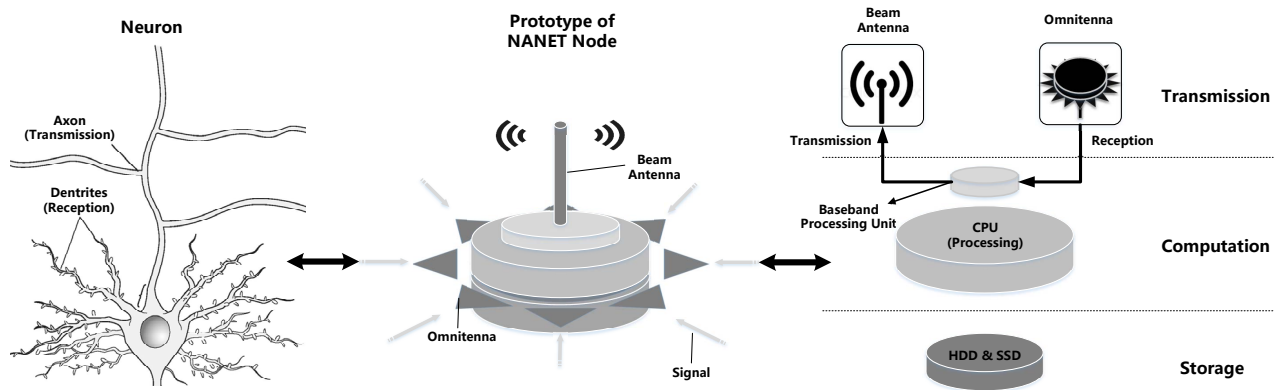 Neuron
Axon
(Transmission)
Dentrites
(Reception)
Prototype of
NANET Node
Beam
Antenna
Omnitenna
Signal
Beam
Antenna
Omnitenna
Transmission
Transmission
Reception
Baseband
Processing Unit
CPU
(Processing)
Computation
HDD & SSD
Storage